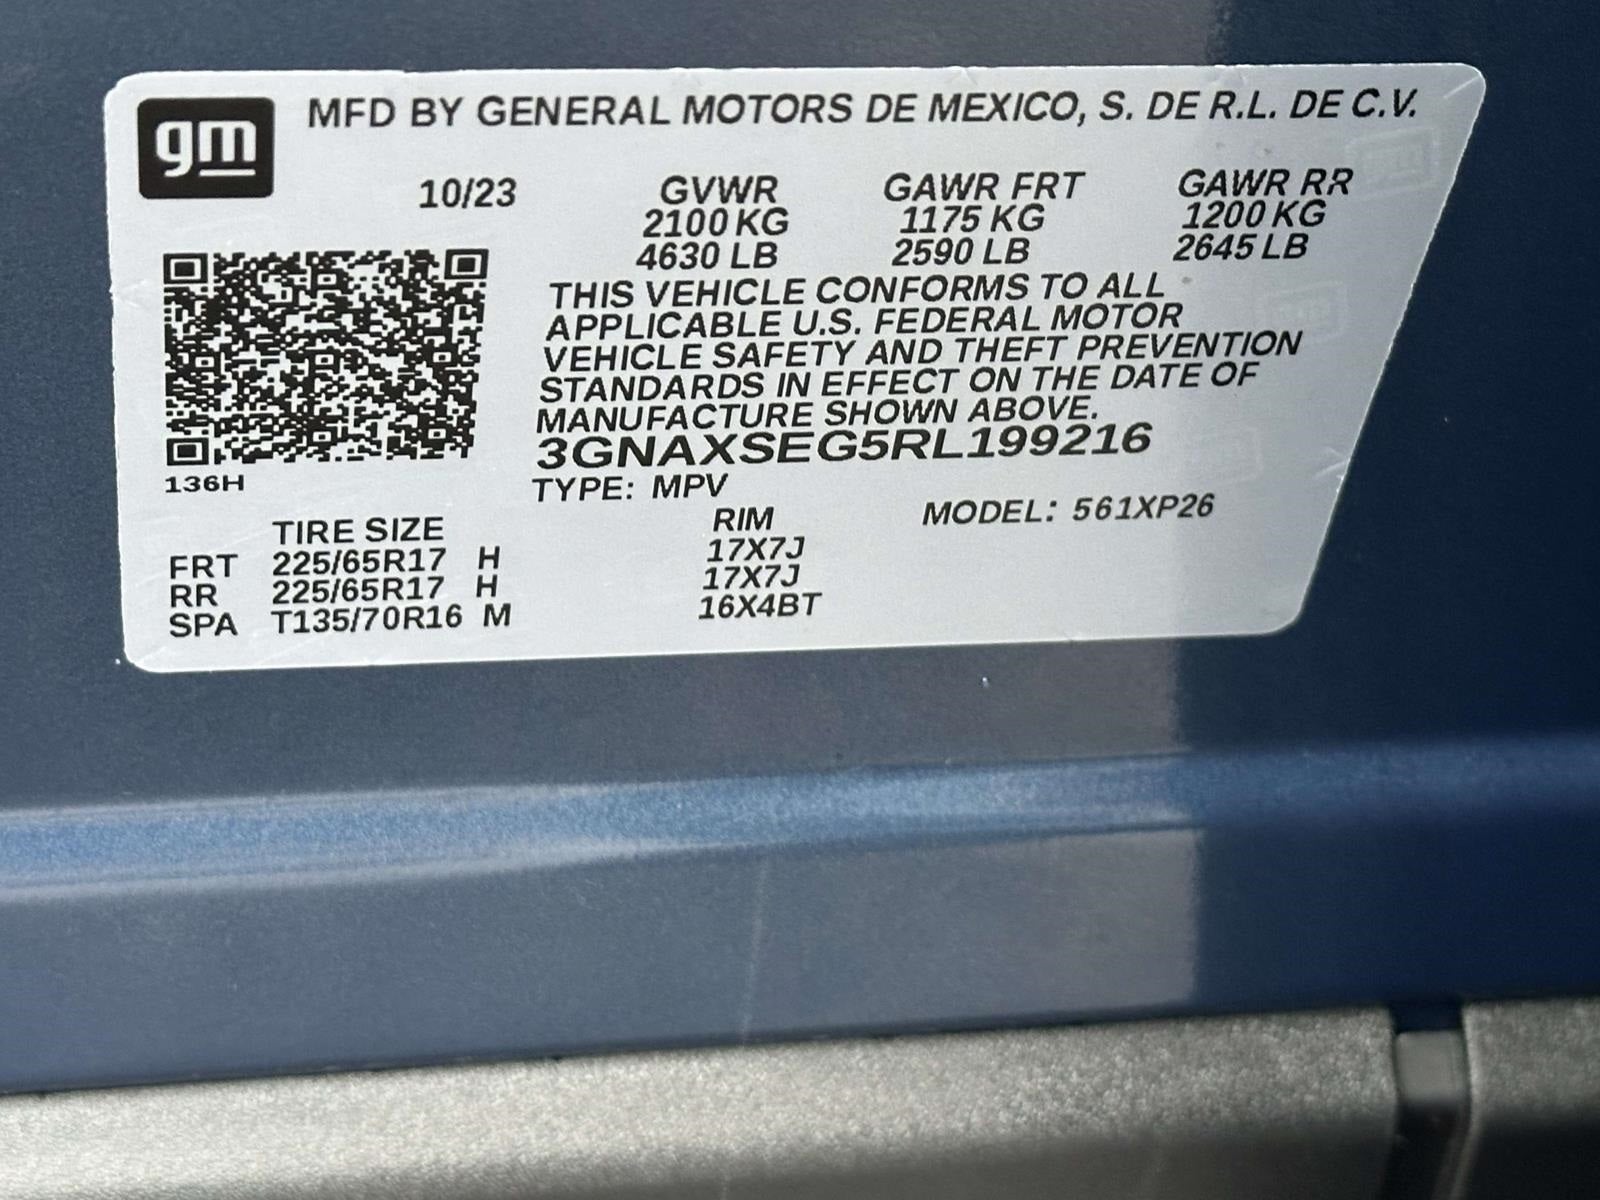 gm
MFD BY GENERAL MOTORS DE MEXICO, S. DE R.L. DE C.V.
10/23 GVWR GAWR FRT GAWR RR
2100 KG 1175 KG 1200 KG
4630 LB 2590 LB 2645 LB
THIS VEHICLE CONFORMS TO ALL
APPLICABLE U.S. FEDERAL MOTOR
VEHICLE SAFETY AND THEFT PREVENTION
STANDARDS IN EFFECT ON THE DATE OF
MANUFACTURE SHOWN ABOVE.
3GNAXSEG5RL199216
136H
TYPE: MPV
MODEL: 561XP26
TIRE SIZE RIM
FRT 225/65R17 H 17X7J
RR 225/65R17 H 17X7J
SPA T135/70R16 M 16X4BT